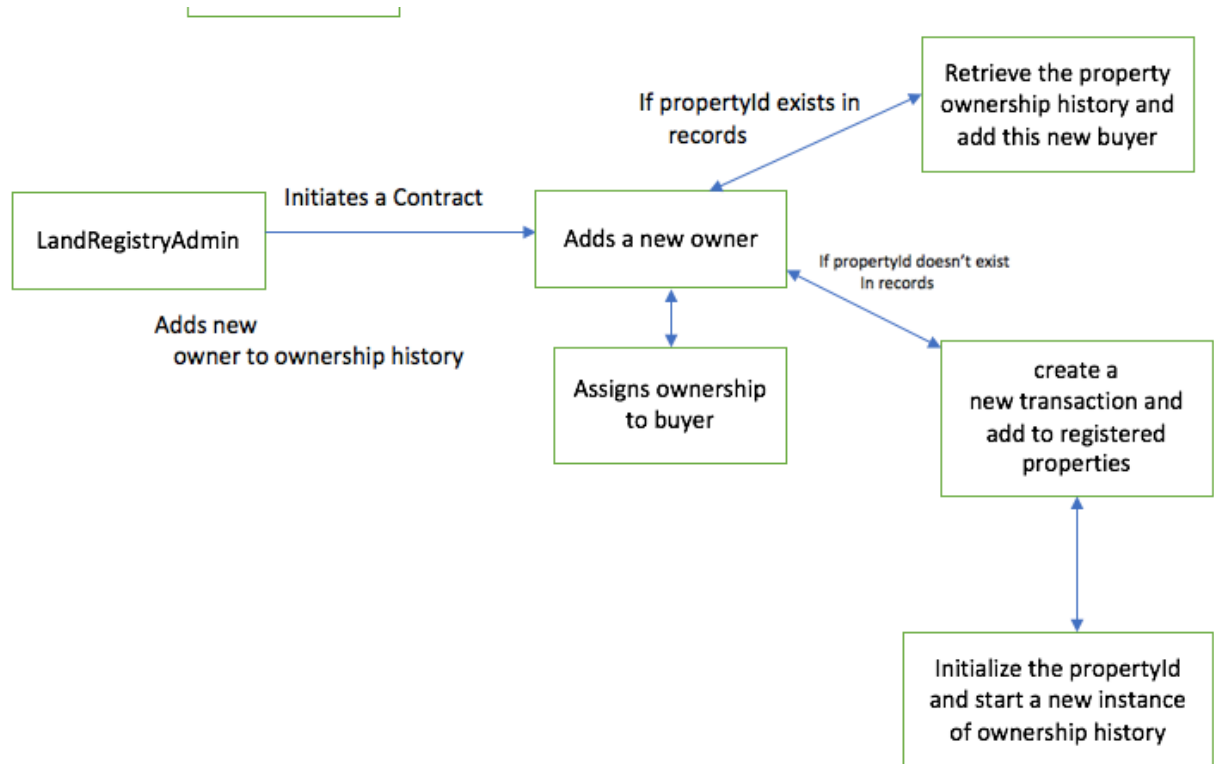 Retrieve the property
ownership history and
add this new buyer
If propertyId exists in
records
Initiates a Contract
LandRegistryAdmin
Adds a new owner
If propertyId doesn't exist
In records
Adds new
owner to ownership history
Assigns ownership
to buyer
create a
new transaction and
add to registered
properties
Initialize the propertyId
and start a new instance
of ownership history